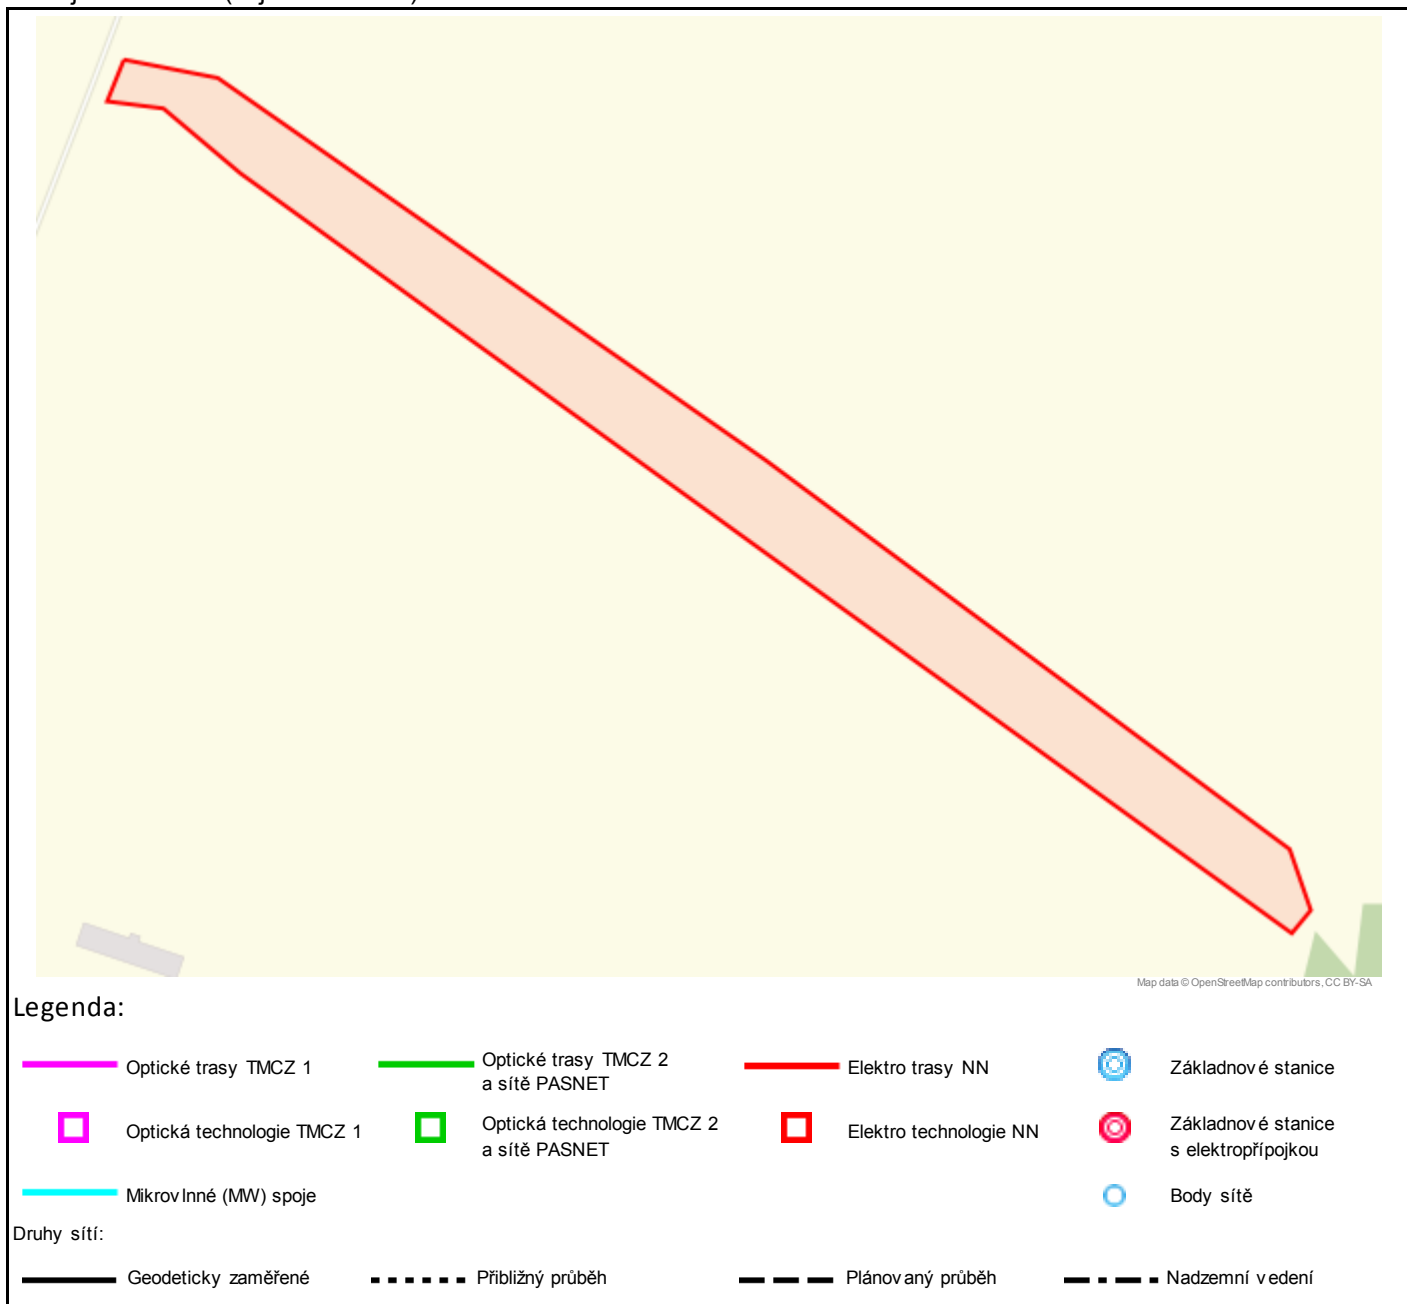 Map data © OpenStreetMap contributors, CC BY-SA
Legenda:
Optické trasy TMCZ 1
Optické trasy TMCZ 2
a sítě PASNET
Elektro trasy NN
Základnové stanice
Optická technologie TMCZ 1
Optická technologie TMCZ 2
a sítě PASNET
Elektro technologie NN
Základnové stanice
s elektropřípojkou
Mikrovlnné (MW) spoje
Body sítě
Druhy sítí:
Geodeticky zaměřené
Přibližný průběh
Plánovaný průběh
Nadzemní vedení